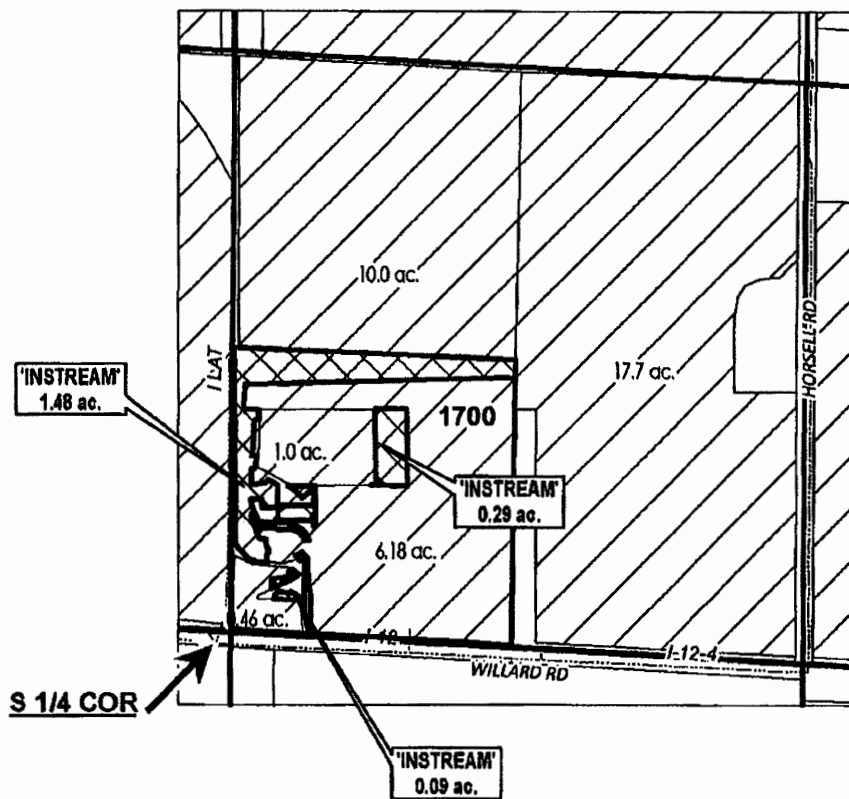 10.0 ac.
17.7 ac.
HORSELL RD
I LAT
'INSTREAM'
1.48 ac.
1700
1.0 ac.
'INSTREAM'
0.29 ac.
6.18 ac.
.46 ac.
I-12
I-12-4
WILLARD RD
S 1/4 COR
'INSTREAM'
0.09 ac.